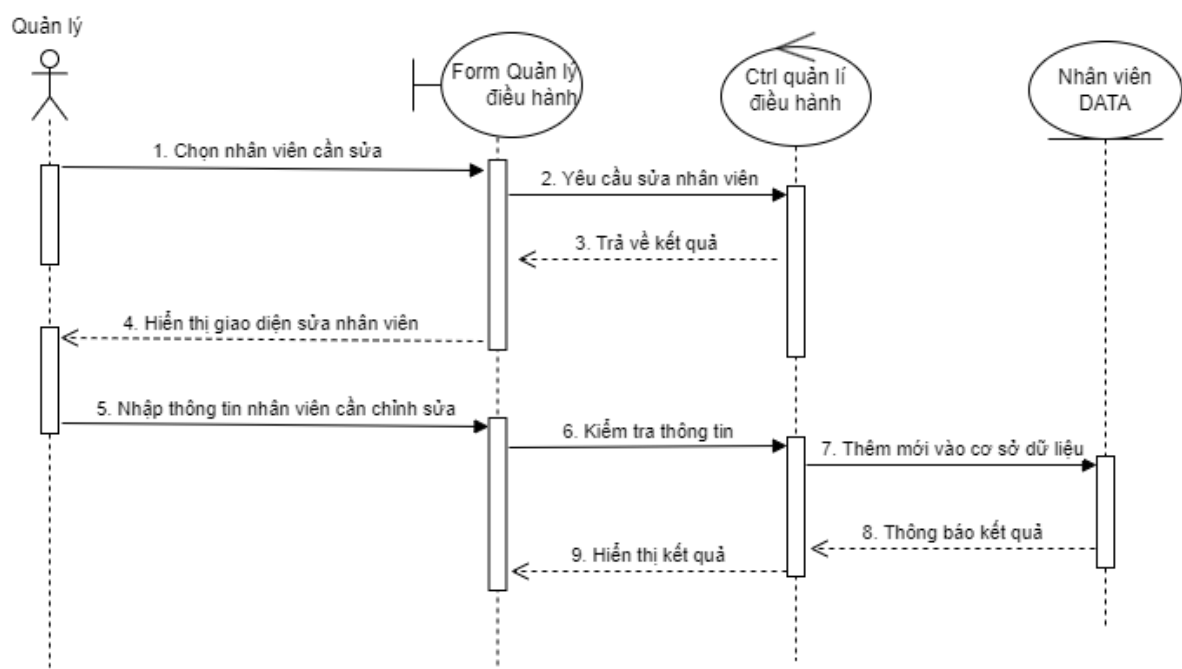 Quản lý
Form Quản lý
điều hành
Ctrl quản lí
điều hành
Nhân viên
DATA
1. Chọn nhân viên cần sửa
2. Yêu cầu sửa nhân viên
3. Trả về kết quả
4. Hiển thị giao diện sửa nhân viên
5. Nhập thông tin nhân viên cần chỉnh sửa
6. Kiểm tra thông tin
7. Thêm mới vào cơ sở dữ liệu
8. Thông báo kết quả
9. Hiển thị kết quả